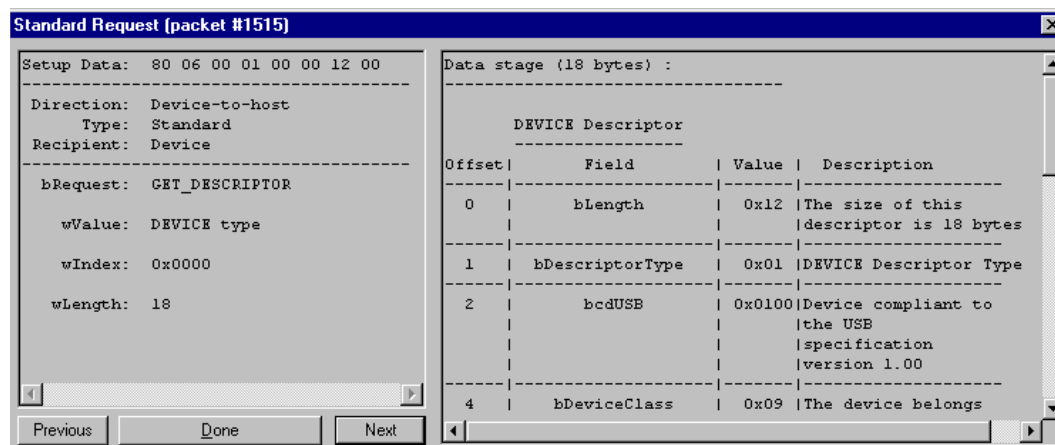 Standard Request (packet #1515)
Setup Data: 80 06 00 01 00 00 12 00
Direction: Device-to-host
Type: Standard
Recipient: Device
bRequest: GET_DESCRIPTOR
wValue: DEVICE type
wIndex: 0x0000
wLength: 18
Previous
Done
Next
Data stage (18 bytes) :
DEVICE Descriptor
Offset| Field | Value | Description
0 | bLength | 0x12 |The size of this
| | |descriptor is 18 bytes
1 | bDescriptorType | 0x01 |DEVICE Descriptor Type
2 | bcdUSB | 0x0100|Device compliant to
| | |the USB
| | |specification
| | |version 1.00
4 | bDeviceClass | 0x09 |The device belongs